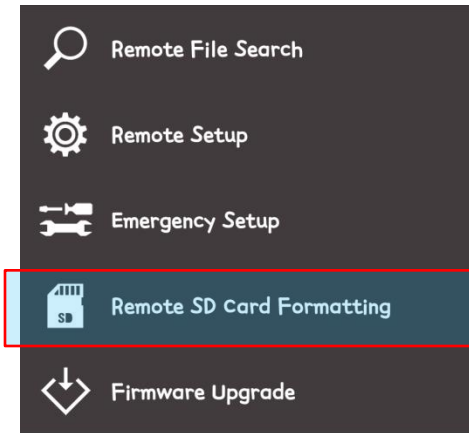 Remote File Search
Remote Setup
Emergency Setup
SD
Remote SD Card Formatting
Firmware Upgrade